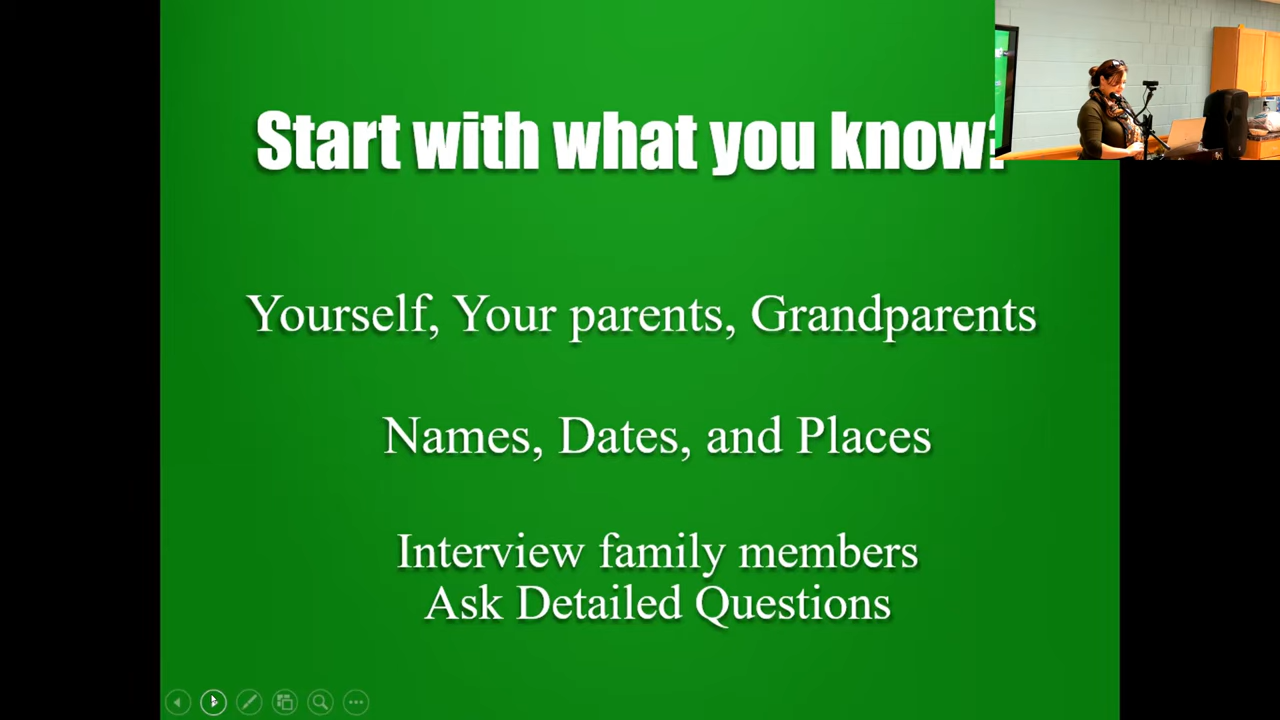 Start with what you know?
Yourself, Your parents, Grandparents
Names, Dates, and Places
Interview family members
Ask Detailed Questions